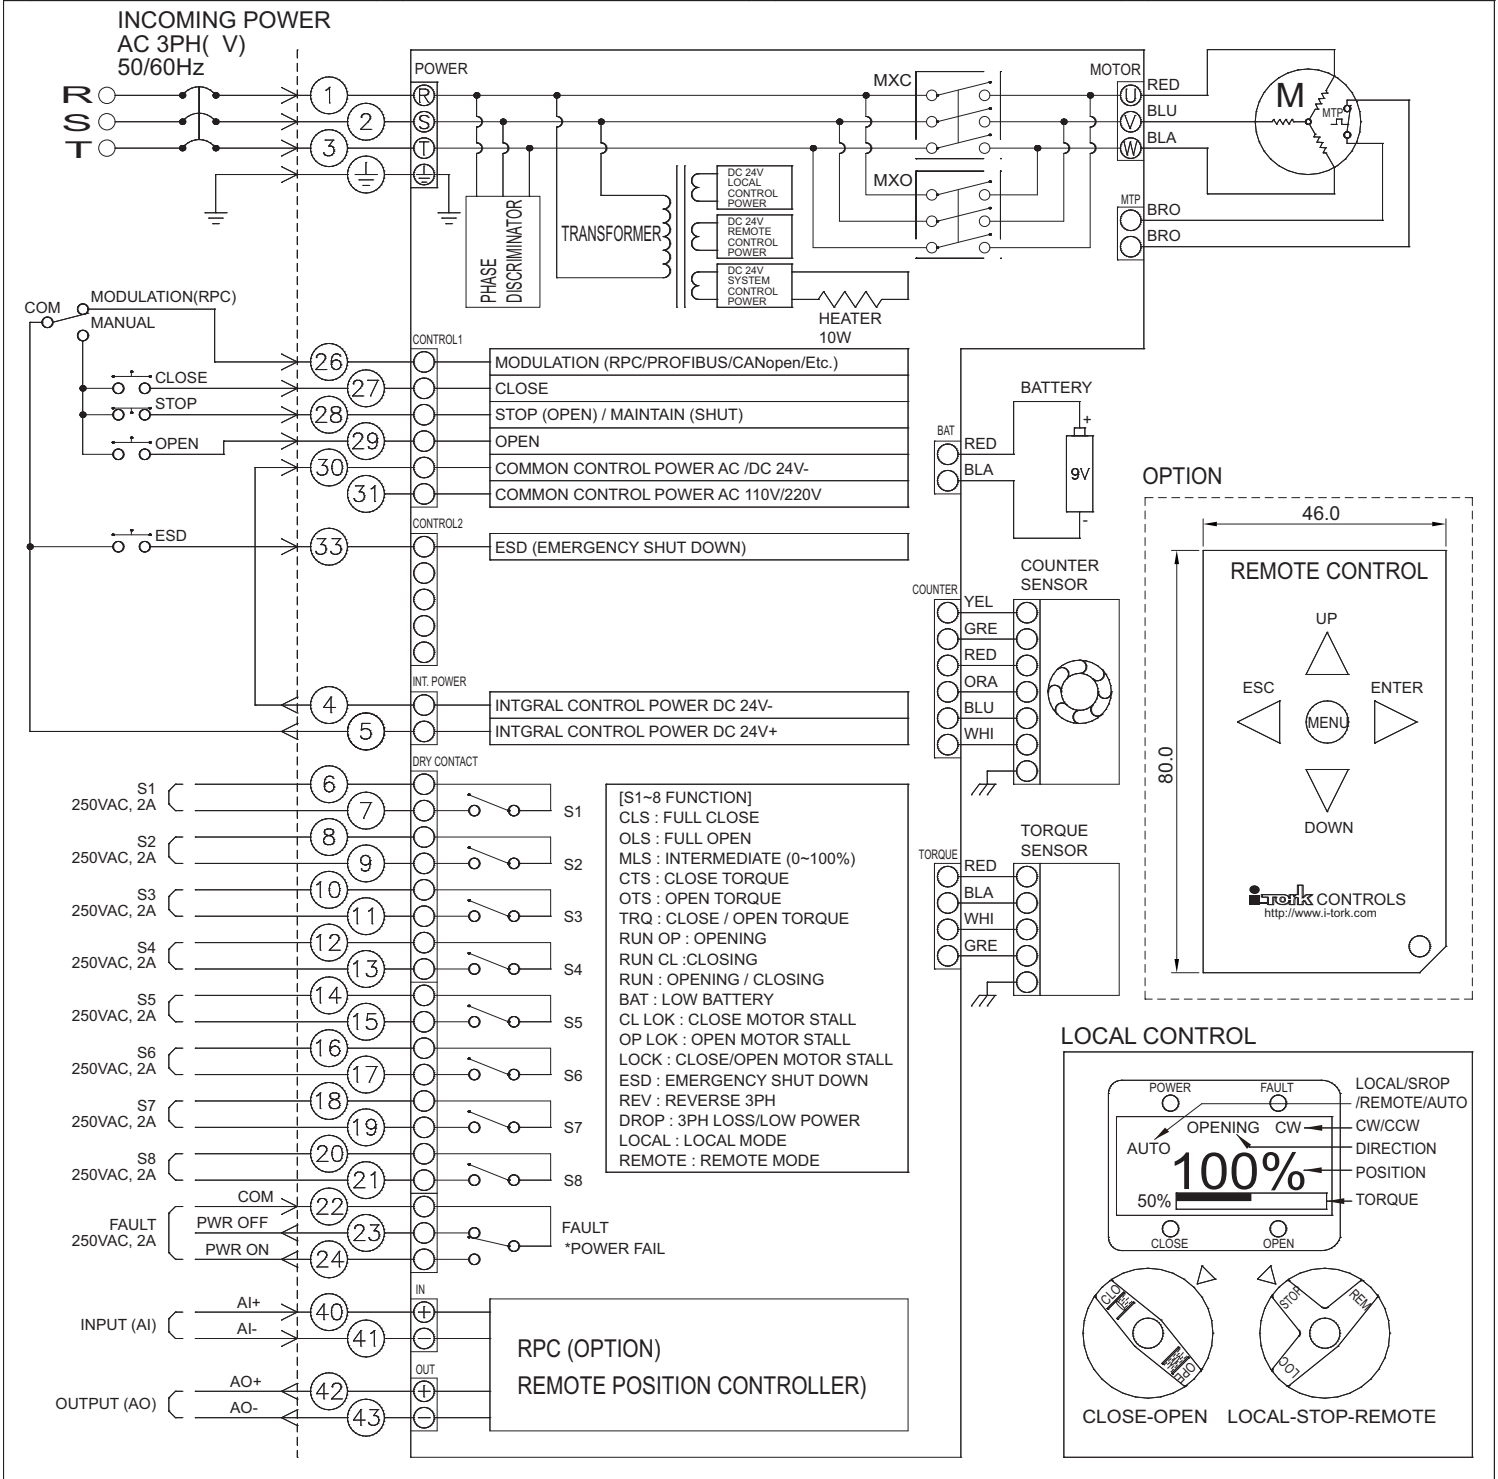 INCOMING POWER
AC 3PH( V)
50/60Hz
R
S
T
1
2
3
POWER
R
S
T
PHASE
DISCRIMINATOR
TRANSFORMER
DC 24V
LOCAL
CONTROL
POWER
DC 24V
REMOTE
CONTROL
POWER
DC 24V
SYSTEM
CONTROL
POWER
HEATER
10W
MXC
MXO
MOTOR
U
V
W
RED
BLU
BLA
M
MTP
MTP
BRO
BRO
COM
MODULATION(RPC)
MANUAL
CLOSE
STOP
OPEN
ESD
CONTROL1
26
27
28
29
30
31
MODULATION (RPC/PROFIBUS/CANopen/Etc.)
CLOSE
STOP (OPEN) / MAINTAIN (SHUT)
OPEN
COMMON CONTROL POWER AC /DC 24V-
COMMON CONTROL POWER AC 110V/220V
CONTROL2
33
ESD (EMERGENCY SHUT DOWN)
INT. POWER
4
5
INTGRAL CONTROL POWER DC 24V-
INTGRAL CONTROL POWER DC 24V+
BATTERY
BAT
RED
BLA
+
9V
-
COUNTER
SENSOR
COUNTER
YEL
GRE
RED
ORA
BLU
WHI
TORQUE
SENSOR
TORQUE
RED
BLA
WHI
GRE
DRY CONTACT
S1
250VAC, 2A
6
7
S1
S2
250VAC, 2A
8
9
S2
S3
250VAC, 2A
10
11
S3
S4
250VAC, 2A
12
13
S4
S5
250VAC, 2A
14
15
S5
S6
250VAC, 2A
16
17
S6
S7
250VAC, 2A
18
19
S7
S8
250VAC, 2A
20
21
S8
FAULT
250VAC, 2A
COM
PWR OFF
PWR ON
22
23
24
FAULT
*POWER FAIL
[S1~8 FUNCTION]
CLS : FULL CLOSE
OLS : FULL OPEN
MLS : INTERMEDIATE (0~100%)
CTS : CLOSE TORQUE
OTS : OPEN TORQUE
TRQ : CLOSE / OPEN TORQUE
RUN OP : OPENING
RUN CL :CLOSING
RUN : OPENING / CLOSING
BAT : LOW BATTERY
CL LOK : CLOSE MOTOR STALL
OP LOK : OPEN MOTOR STALL
LOCK : CLOSE/OPEN MOTOR STALL
ESD : EMERGENCY SHUT DOWN
REV : REVERSE 3PH
DROP : 3PH LOSS/LOW POWER
LOCAL : LOCAL MODE
REMOTE : REMOTE MODE
INPUT (AI)
AI+
AI-
40
41
IN
+
-
OUTPUT (AO)
AO+
AO-
42
43
OUT
+
-
RPC (OPTION)
REMOTE POSITION CONTROLLER)
OPTION
46.0
80.0
REMOTE CONTROL
UP
ESC
MENU
ENTER
DOWN
i-Tork CONTROLS
http://www.i-tork.com
LOCAL CONTROL
POWER
FAULT
LOCAL/SROP
/REMOTE/AUTO
OPENING
CW
CW/CCW
AUTO
DIRECTION
100%
POSITION
50%
TORQUE
CLOSE
OPEN
CLO
OPE
STOP
REM
LOC
CLOSE-OPEN
LOCAL-STOP-REMOTE